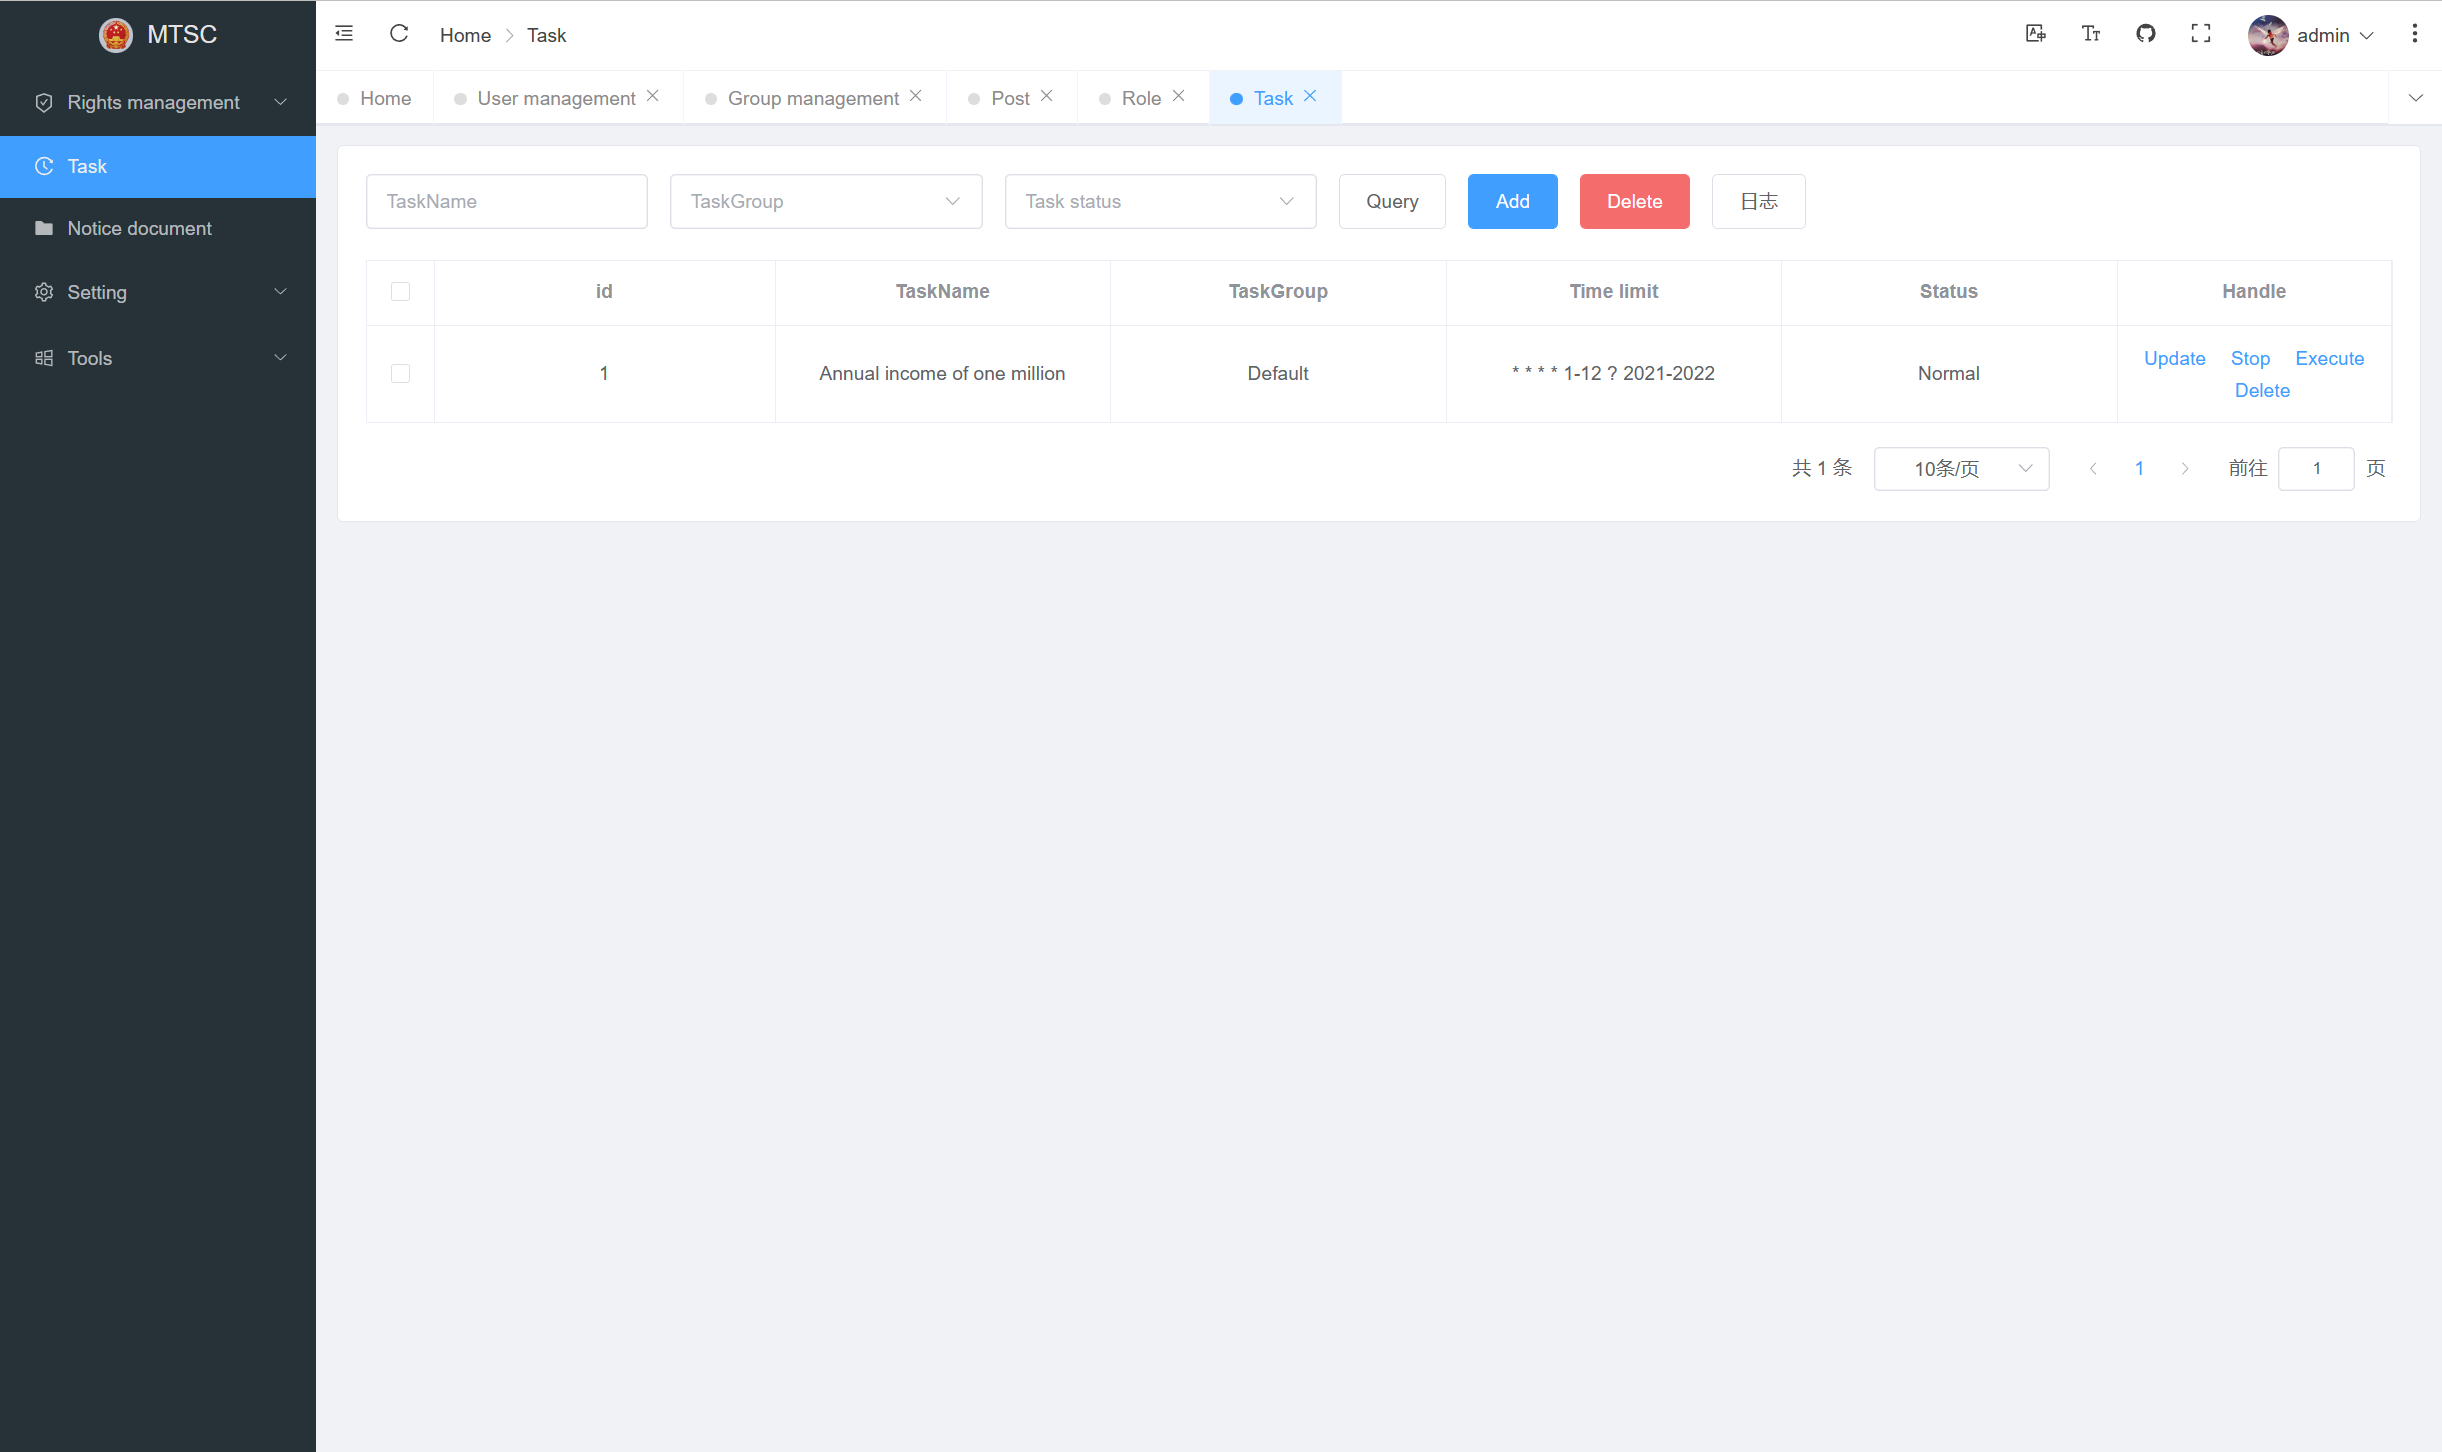 MTSC
Rights management
Task
Notice document
Setting
Tools
Home > Task
admin
Home
User management
Group management
Post
Role
Task
TaskName
TaskGroup
Task status
Query
Add
Delete
日志
id TaskName TaskGroup Time limit Status Handle
1 Annual income of one million Default * * * * 1-12 ? 2021-2022 Normal Update Stop Execute
Delete
共 1 条 10条/页 1 前往 1 页